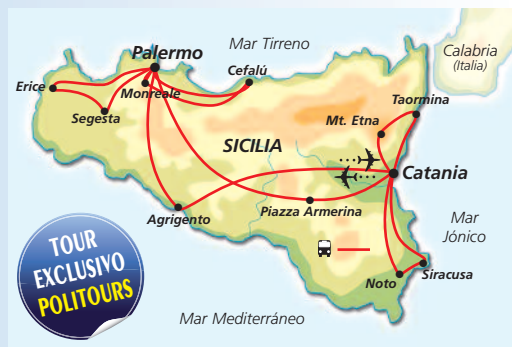 Palermo
Mar Tirreno
Calabria
(Italia)
Erice
Monreale
Cefalú
Segesta
Taormina
Mt. Etna
SICILIA
Catania
Agrigento
Piazza Armerina
Mar
Jónico
Noto
Siracusa
TOUR
EXCLUSIVO
POLITOURS
Mar Mediterráneo